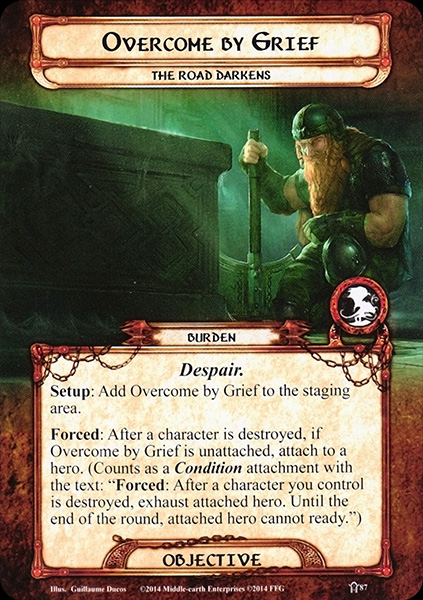 OVERCOME BY GRIEF
THE ROAD DARKENS
BURDEN
Despair.
Setup: Add Overcome by Grief to the staging
area.
Forced: After a character is destroyed, if
Overcome by Grief is unattached, attach to a
hero. (Counts as a Condition attachment with
the text: “Forced: After a character you control
is destroyed, exhaust attached hero. Until the
end of the round, attached hero cannot ready.”)
OBJECTIVE
Illus. Guillaume Ducos ©2014 Middle-earth Enterprises ©2014 FFG 87